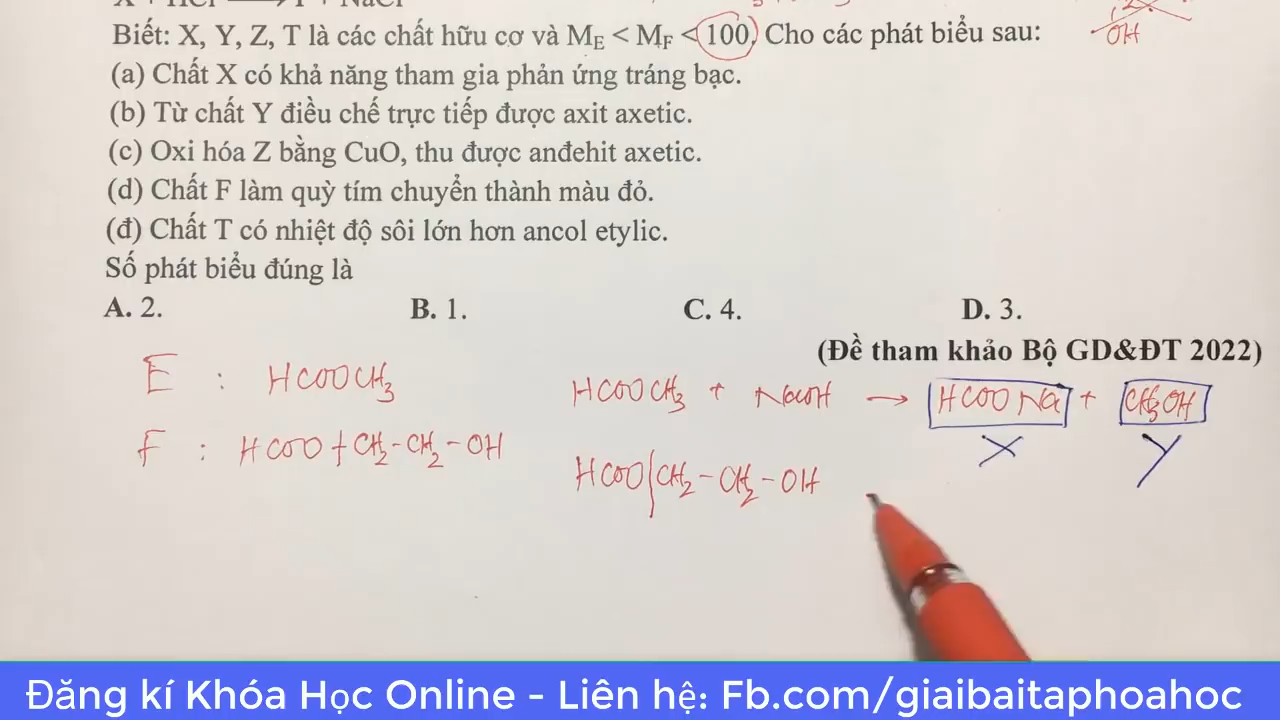 X + HCl ⟶ T + NaCl
Biết: X, Y, Z, T là các chất hữu cơ và M_E < M_F < 100. Cho các phát biểu sau:
OH
(a) Chất X có khả năng tham gia phản ứng tráng bạc.
(b) Từ chất Y điều chế trực tiếp được axit axetic.
(c) Oxi hóa Z bằng CuO, thu được anđehit axetic.
(d) Chất F làm quỳ tím chuyển thành màu đỏ.
(đ) Chất T có nhiệt độ sôi lớn hơn ancol etylic.
Số phát biểu đúng là
A. 2. B. 1. C. 4. D. 3.
(Đề tham khảo Bộ GD&ĐT 2022)
E : HCOOCH3
HCOOCH3 + NaOH → HCOONa + CH3OH
X Y
F : HCOO-CH2-CH2-OH
HCOO CH2-CH2-OH
Đăng kí Khóa Học Online - Liên hệ: Fb.com/giaibaitaphoahoc